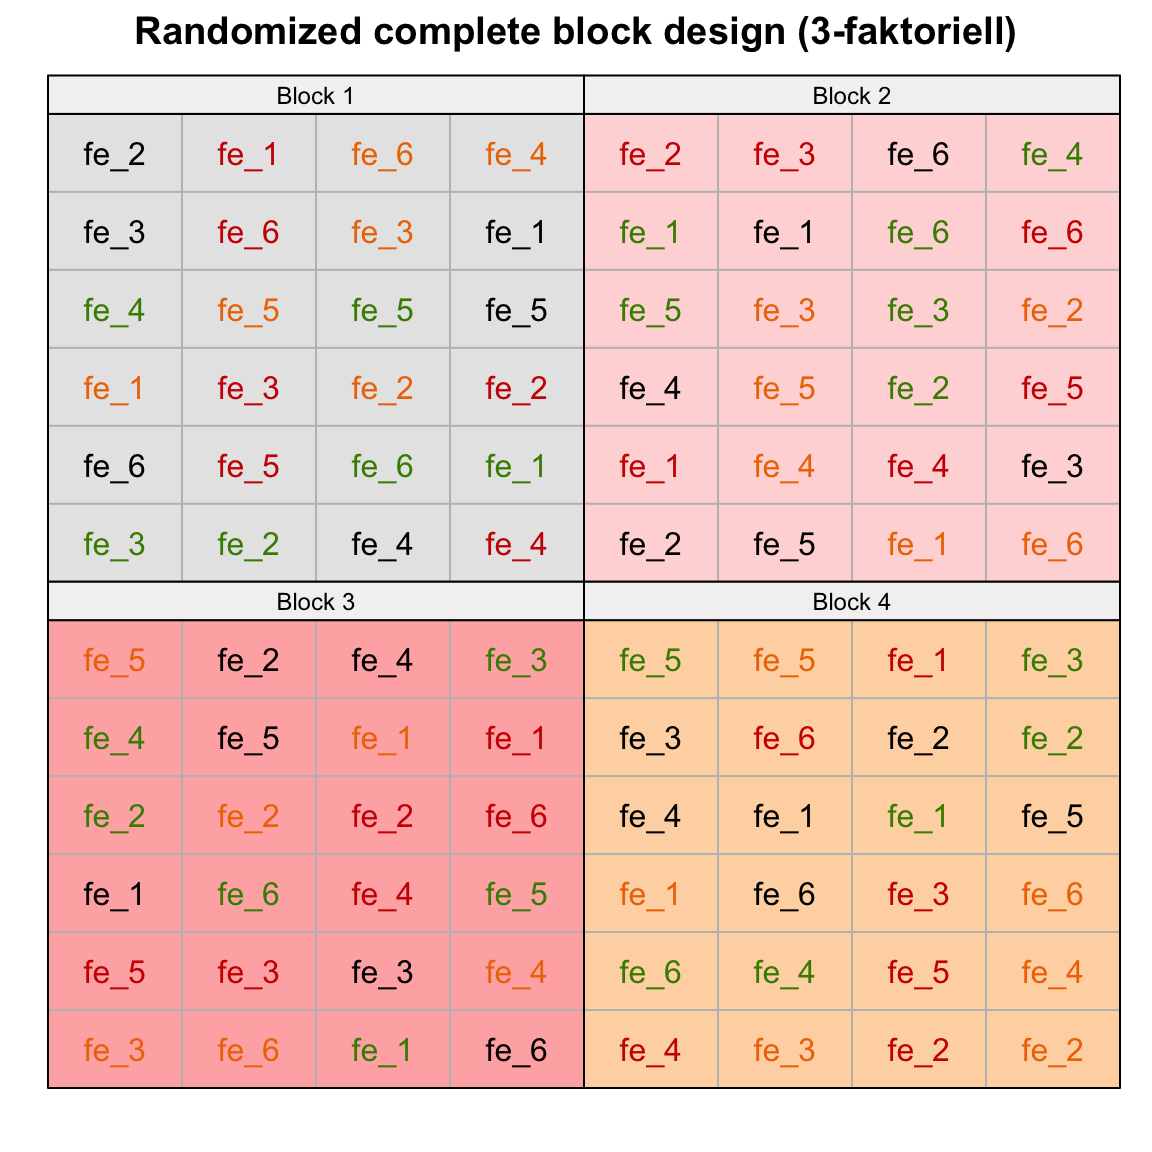 Randomized complete block design (3-faktoriell)
Block 1 Block 2
fe_2 fe_1 fe_6 fe_4 fe_2 fe_3 fe_6 fe_4
fe_3 fe_6 fe_3 fe_1 fe_1 fe_1 fe_6 fe_6
fe_4 fe_5 fe_5 fe_5 fe_5 fe_3 fe_3 fe_2
fe_1 fe_3 fe_2 fe_2 fe_4 fe_5 fe_2 fe_5
fe_6 fe_5 fe_6 fe_1 fe_1 fe_4 fe_4 fe_3
fe_3 fe_2 fe_4 fe_4 fe_2 fe_5 fe_1 fe_6
Block 3 Block 4
fe_5 fe_2 fe_4 fe_3 fe_5 fe_5 fe_1 fe_3
fe_4 fe_5 fe_1 fe_1 fe_3 fe_6 fe_2 fe_2
fe_2 fe_2 fe_2 fe_6 fe_4 fe_1 fe_1 fe_5
fe_1 fe_6 fe_4 fe_5 fe_1 fe_6 fe_3 fe_6
fe_5 fe_3 fe_3 fe_4 fe_6 fe_4 fe_5 fe_4
fe_3 fe_6 fe_1 fe_6 fe_4 fe_3 fe_2 fe_2